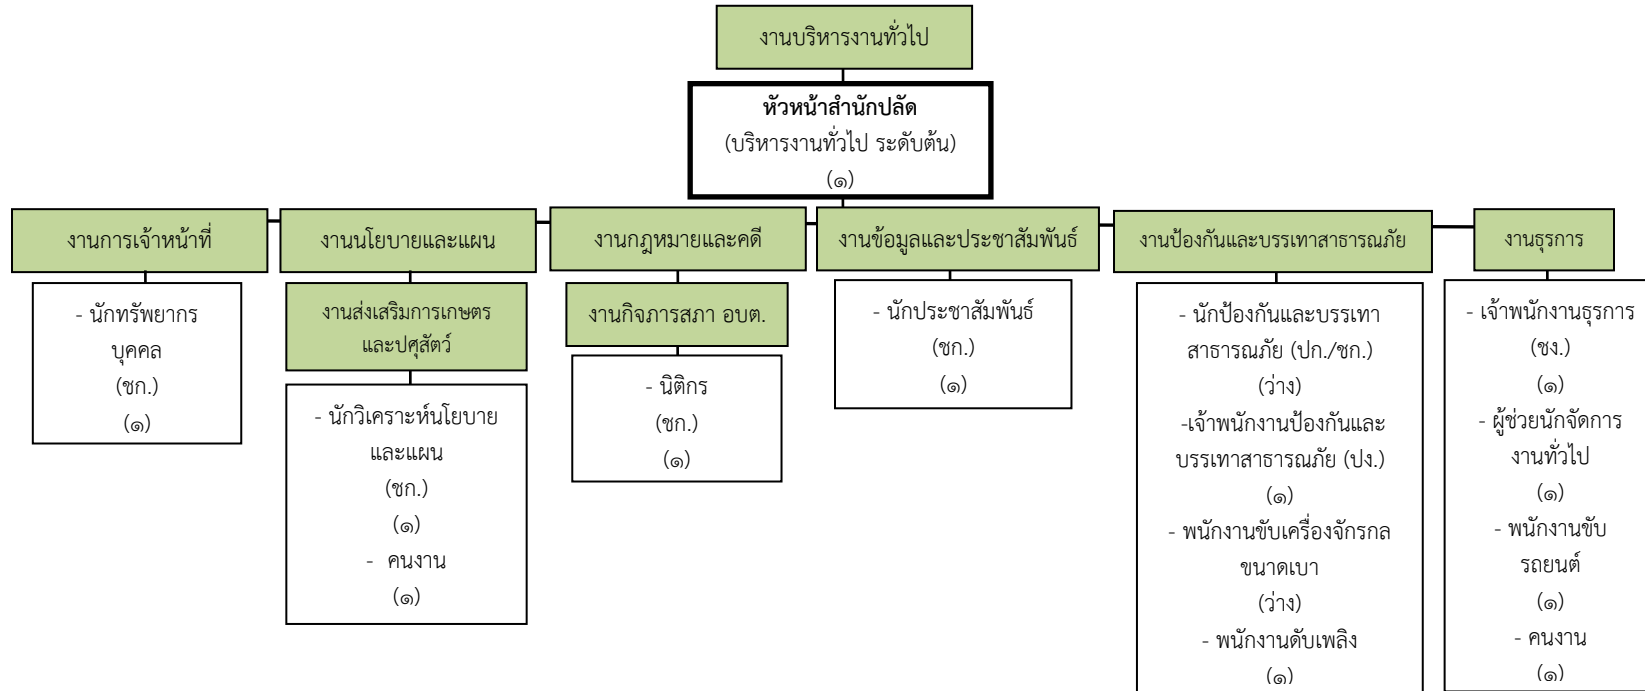 งานบริหารงานทั่วไป
หัวหน้าสำนักปลัด
(บริหารงานทั่วไป ระดับต้น)
(๑)
งานการเจ้าหน้าที่
- นักทรัพยากร
บุคคล
(ชก.)
(๑)
งานนโยบายและแผน
งานส่งเสริมการเกษตร
และปศุสัตว์
- นักวิเคราะห์นโยบาย
และแผน
(ชก.)
(๑)
- คนงาน
(๑)
งานกฎหมายและคดี
งานกิจภารสภา อบต.
- นิติกร
(ชก.)
(๑)
งานข้อมูลและประชาสัมพันธ์
- นักประชาสัมพันธ์
(ชก.)
(๑)
งานป้องกันและบรรเทาสาธารณภัย
- นักป้องกันและบรรเทา
สาธารณภัย (ปก./ชก.)
(ว่าง)
-เจ้าพนักงานป้องกันและ
บรรเทาสาธารณภัย (ปง.)
(๑)
- พนักงานขับเครื่องจักรกล
ขนาดเบา
(ว่าง)
- พนักงานดับเพลิง
(๑)
งานธุรการ
- เจ้าพนักงานธุรการ
(ชง.)
(๑)
- ผู้ช่วยนักจัดการ
งานทั่วไป
(๑)
- พนักงานขับ
รถยนต์
(๑)
- คนงาน
(๑)